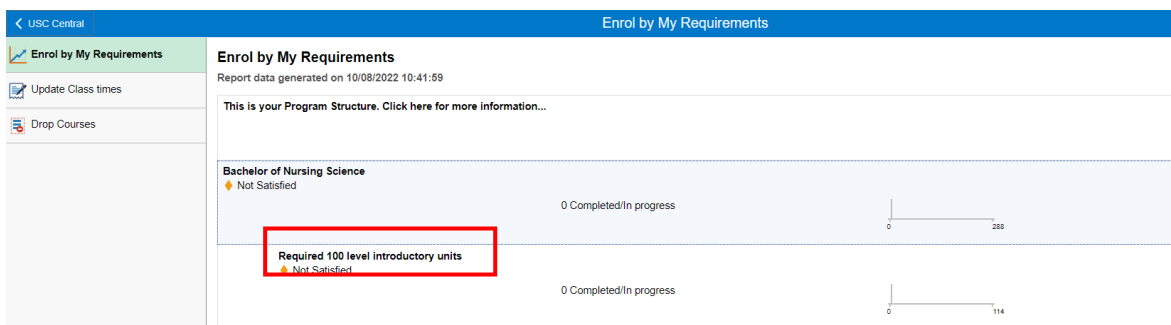 USC Central
Enrol by My Requirements
Enrol by My Requirements
Update Class times
Drop Courses
Enrol by My Requirements
Report data generated on 10/08/2022 10:41:59
This is your Program Structure. Click here for more information...
Bachelor of Nursing Science
Not Satisfied
0 Completed/In progress
0 288
Required 100 level introductory units
Not Satisfied
0 Completed/In progress
0 114